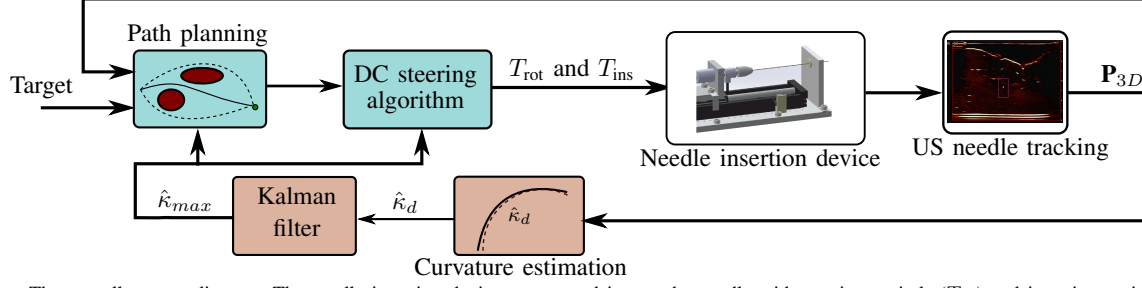 Path planning
Target
DC steering
algorithm
T_rot and T_ins
Needle insertion device
US needle tracking
P_3D
κ̂_max
Kalman
filter
κ̂_d
κ̂_d
Curvature estimation